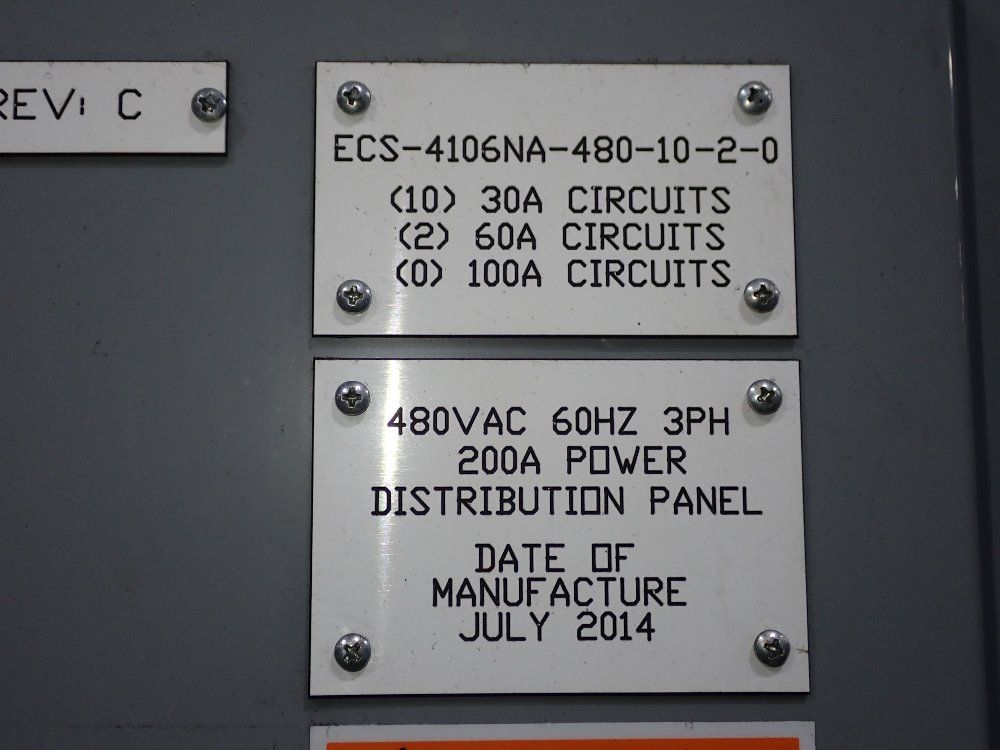 REV: C
ECS-4106NA-480-10-2-0
(10) 30A CIRCUITS
(2) 60A CIRCUITS
(0) 100A CIRCUITS
480VAC 60HZ 3PH
200A POWER
DISTRIBUTION PANEL
DATE OF
MANUFACTURE
JULY 2014